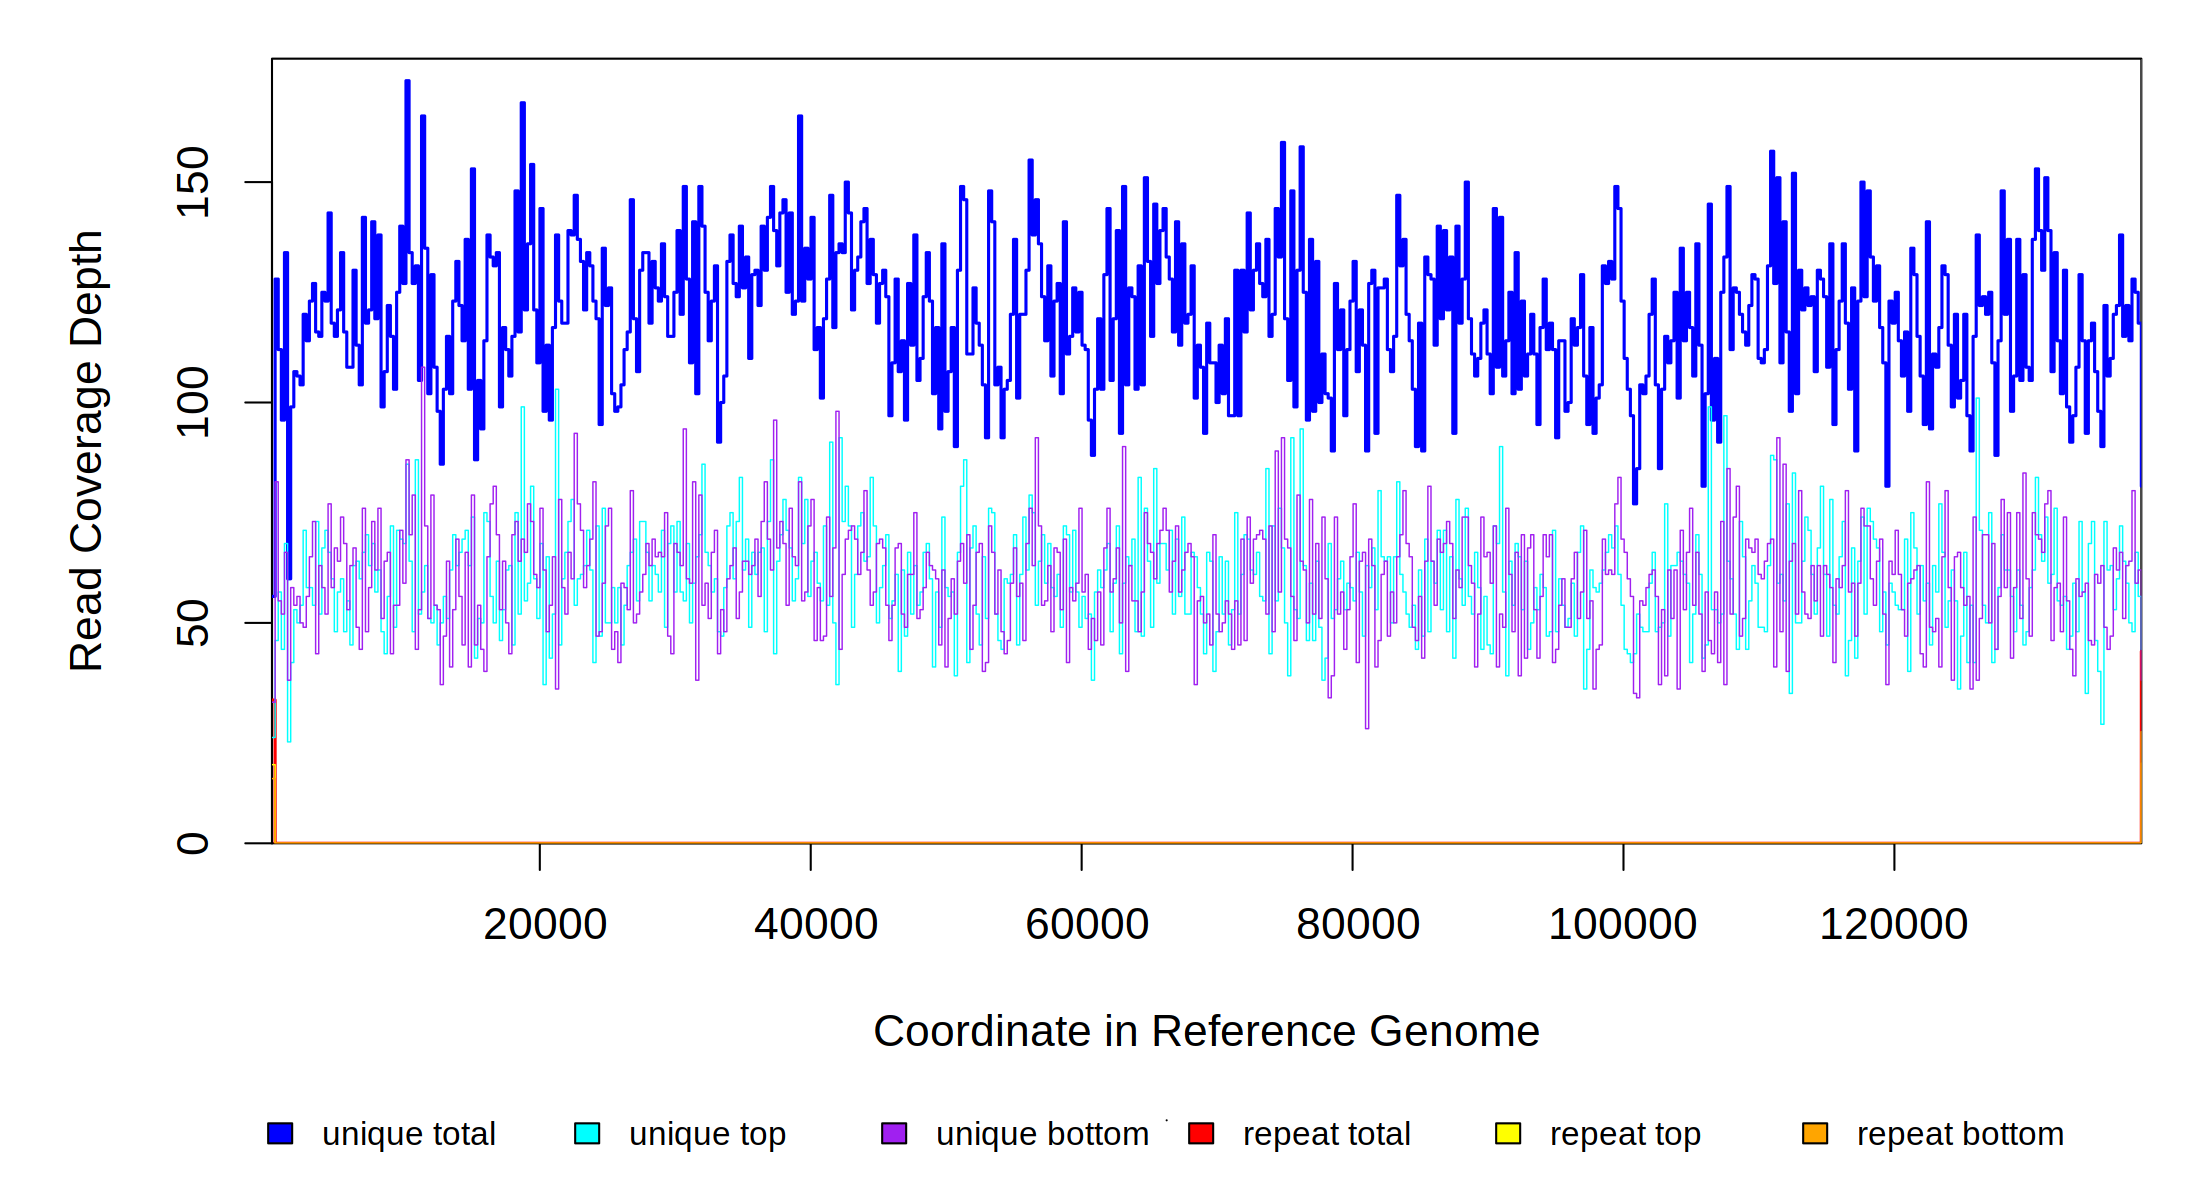 Read Coverage Depth
150
100
50
0
20000 40000 60000 80000 100000 120000
Coordinate in Reference Genome
unique total unique top unique bottom repeat total repeat top repeat bottom